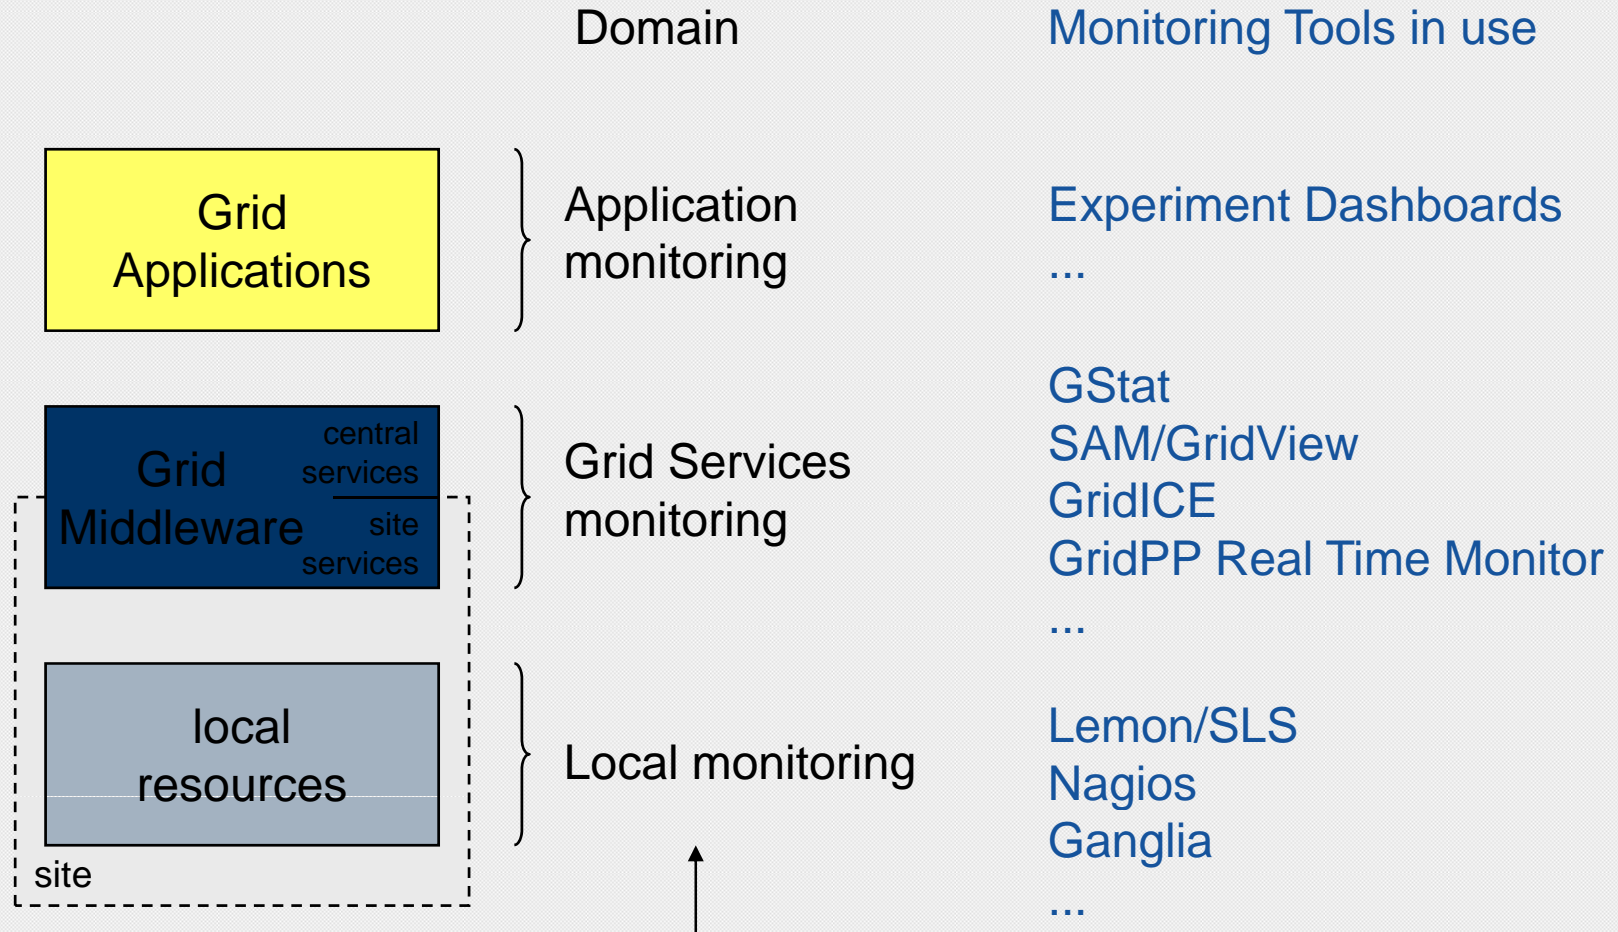 Domain
Monitoring Tools in use
Grid
Applications
Application
monitoring
Experiment Dashboards
...
Grid
Middleware
central
services
site
services
Grid Services
monitoring
GStat
SAM/GridView
GridICE
GridPP Real Time Monitor
...
local
resources
site
Local monitoring
Lemon/SLS
Nagios
Ganglia
...